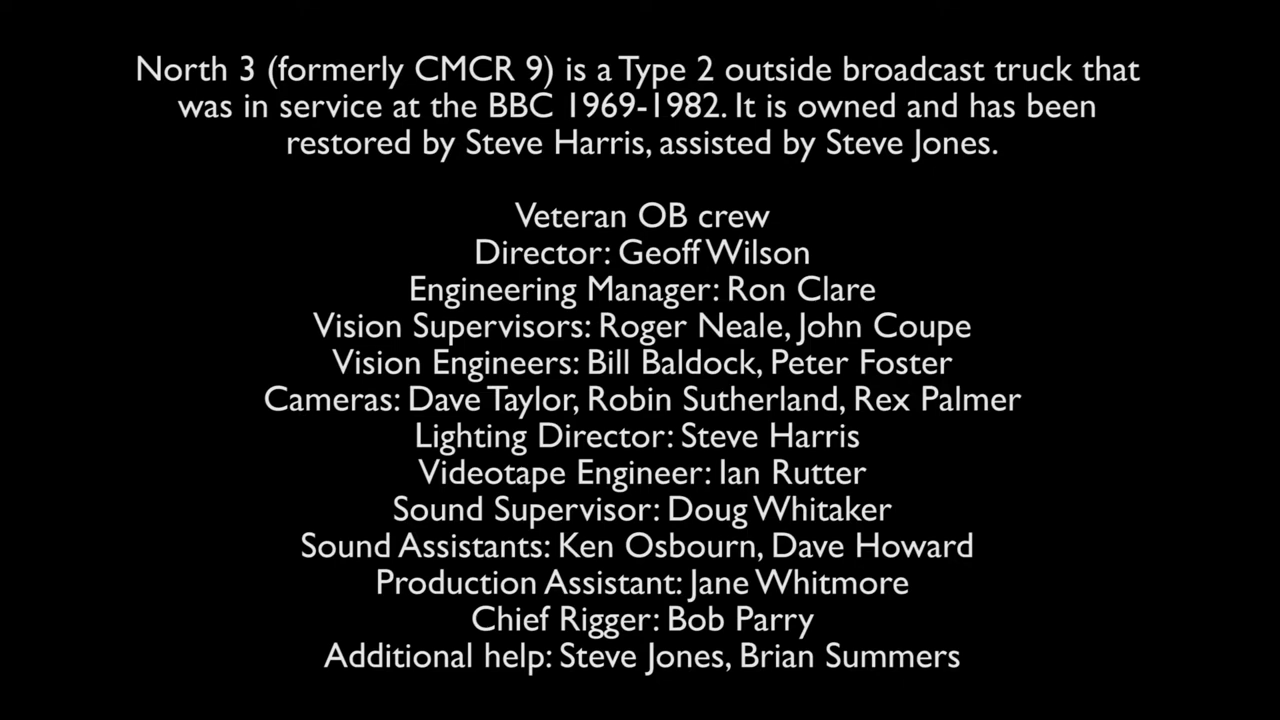 North 3 (formerly CMCR 9) is a Type 2 outside broadcast truck that
was in service at the BBC 1969-1982. It is owned and has been
restored by Steve Harris, assisted by Steve Jones.
Veteran OB crew
Director: Geoff Wilson
Engineering Manager: Ron Clare
Vision Supervisors: Roger Neale, John Coupe
Vision Engineers: Bill Baldock, Peter Foster
Cameras: Dave Taylor, Robin Sutherland, Rex Palmer
Lighting Director: Steve Harris
Videotape Engineer: Ian Rutter
Sound Supervisor: Doug Whitaker
Sound Assistants: Ken Osbourn, Dave Howard
Production Assistant: Jane Whitmore
Chief Rigger: Bob Parry
Additional help: Steve Jones, Brian Summers